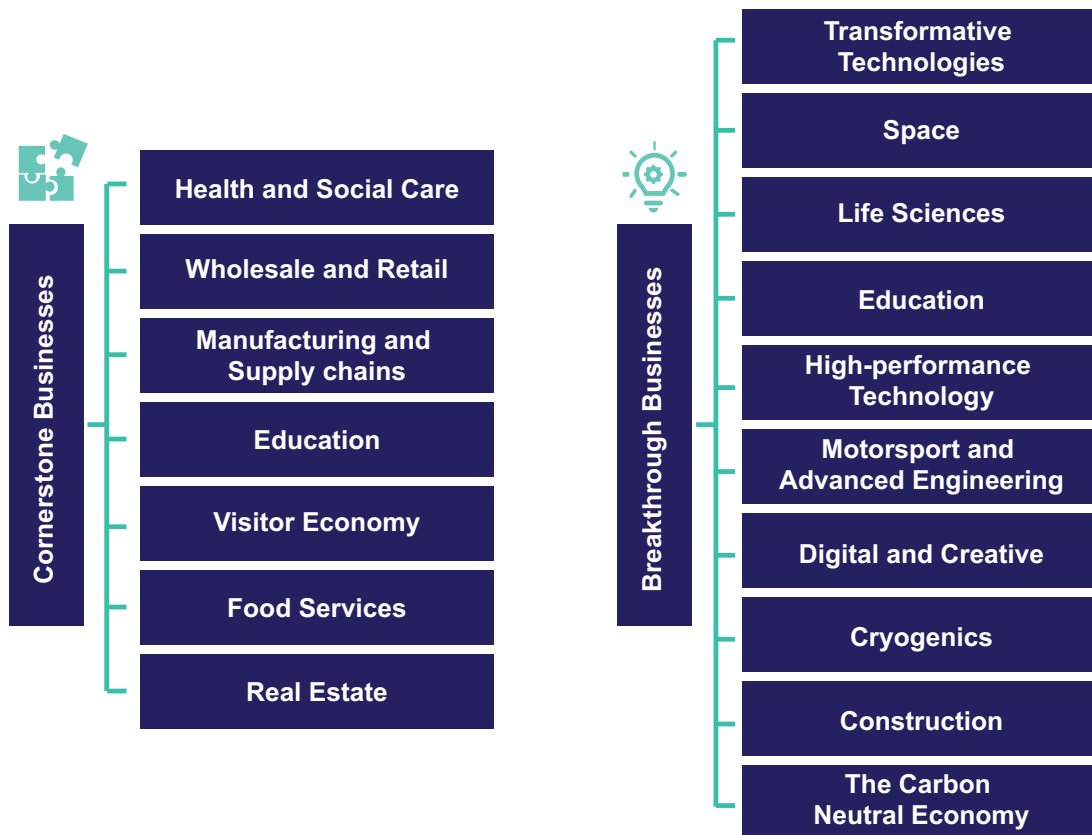 Cornerstone Businesses
Health and Social Care
Wholesale and Retail
Manufacturing and
Supply chains
Education
Visitor Economy
Food Services
Real Estate
Breakthrough Businesses
Transformative
Technologies
Space
Life Sciences
Education
High-performance
Technology
Motorsport and
Advanced Engineering
Digital and Creative
Cryogenics
Construction
The Carbon
Neutral Economy